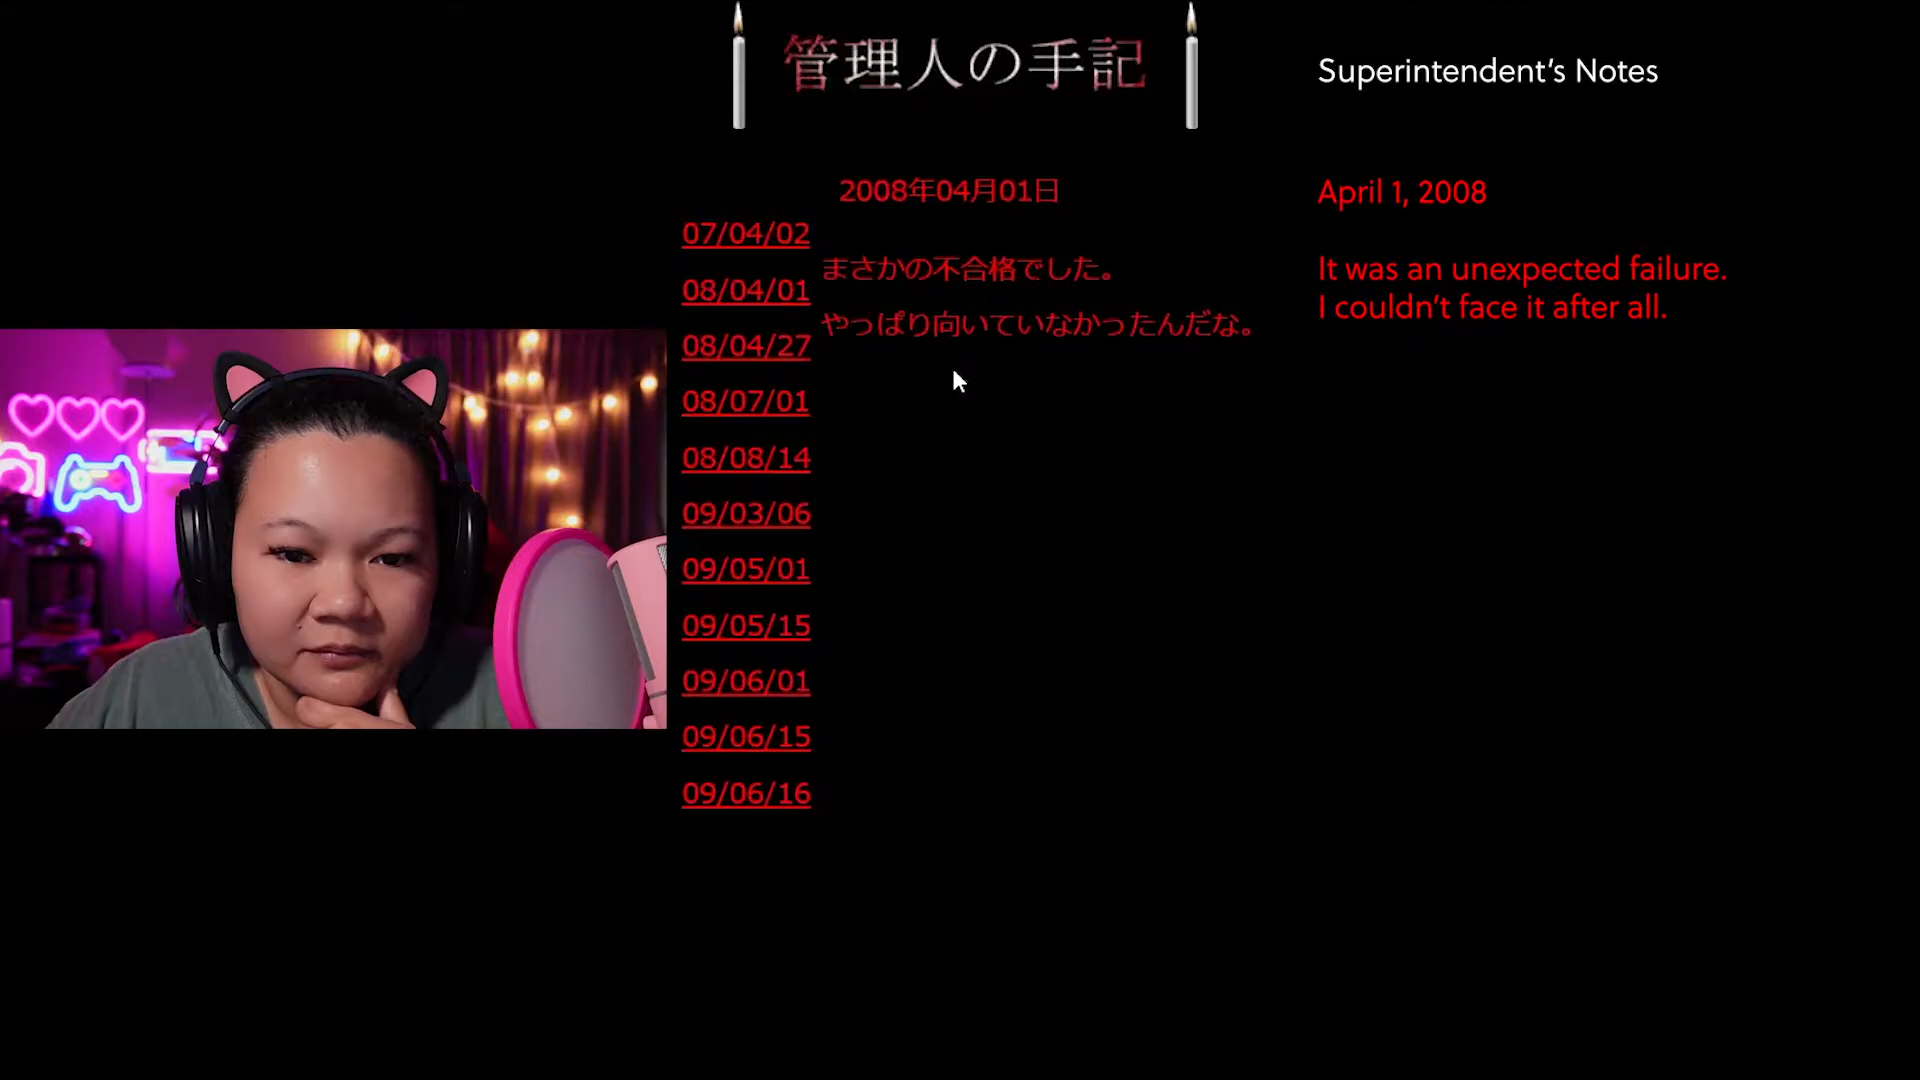 管理人の手記
Superintendent's Notes
2008年04月01日
April 1, 2008
07/04/02
08/04/01
08/04/27
08/07/01
08/08/14
09/03/06
09/05/01
09/05/15
09/06/01
09/06/15
09/06/16
まさかの不合格でした。
やっぱり向いていなかったんだな。
It was an unexpected failure.
I couldn't face it after all.